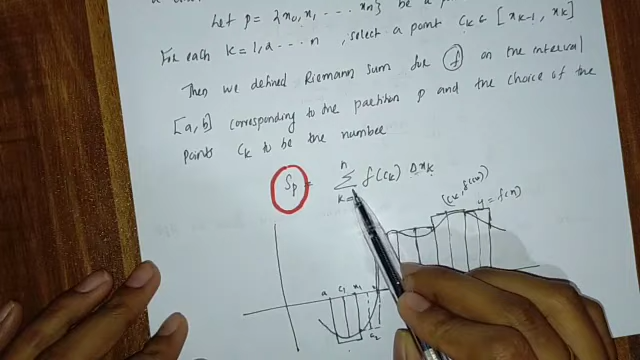 Let P = {x₀, x₁, .... xₙ} be a
For each k = 1, 2 .... n , select a point Cₖ ∈ [xₖ₋₁, xₖ]
Then we defined Riemann sum for f on the interval
[a, b] corresponding to the partition P and the choice of the
points Cₖ to be the number
Sₚ = Σ f(Cₖ) Δxₖ
n
k=
(Cₖ, f(Cₖ))
y = f(x)
a C₁ x₁
C₂